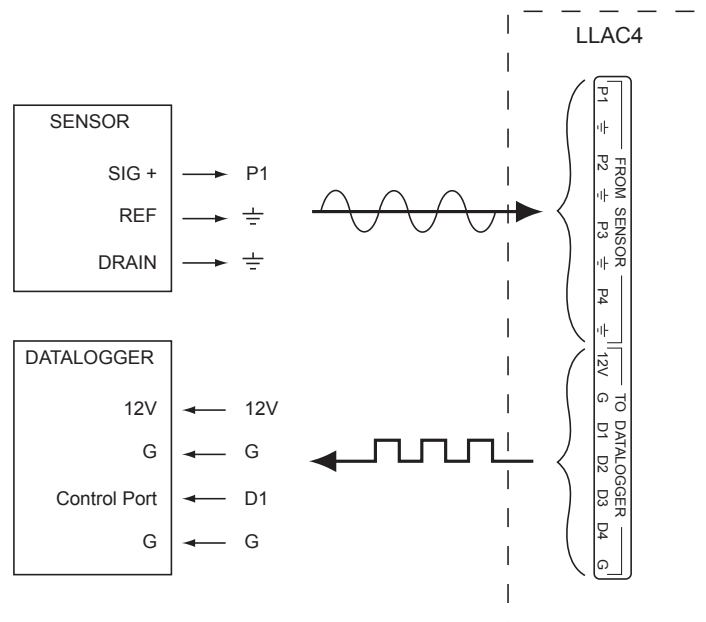 LLAC4
SENSOR
SIG + P1
REF
DRAIN
DATALOGGER
12V 12V
G G
Control Port D1
G G
P1
P2
P3
P4
FROM SENSOR
12V
G
D1
D2
D3
D4
G
TO DATALOGGER